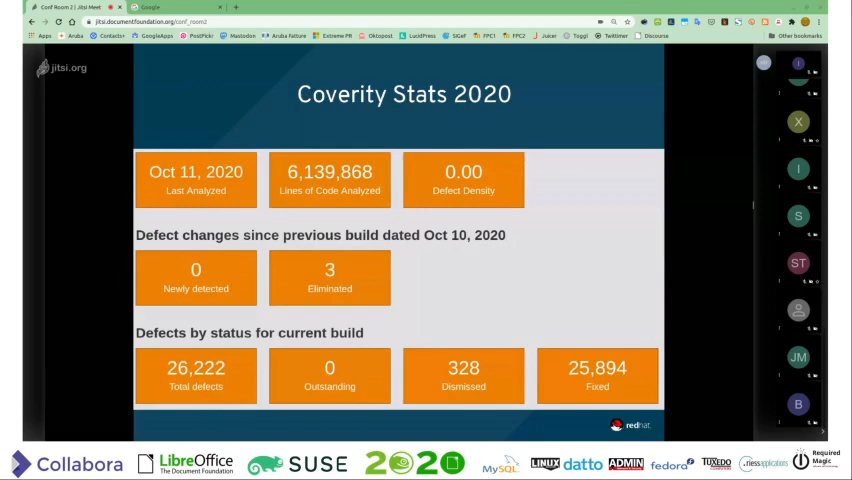 Conf Room 2 | Jitsi Meet
Google
jitsi.documentfoundation.org/conf_room2
Apps Aruba Contacts GoogleApps PostPickr Mastodon Aruba Fatture Extreme PR Oktopost LucidPress SiGef FPC1 FPC2 Juicer Toggl Twittimer Discourse Other bookmarks
jitsi.org
Coverity Stats 2020
Oct 11, 2020 6,139,868 0.00
Last Analyzed Lines of Code Analyzed Defect Density
Defect changes since previous build dated Oct 10, 2020
0 3
Newly detected Eliminated
Defects by status for current build
26,222 0 328 25,894
Total defects Outstanding Dismissed Fixed
redhat.
I
X
I
S
ST
JM
B
Collabora LibreOffice The Document Foundation SUSE 2020 MySQL LINUX datto ADMIN fedora TUXEDO riessapplications Required Magic